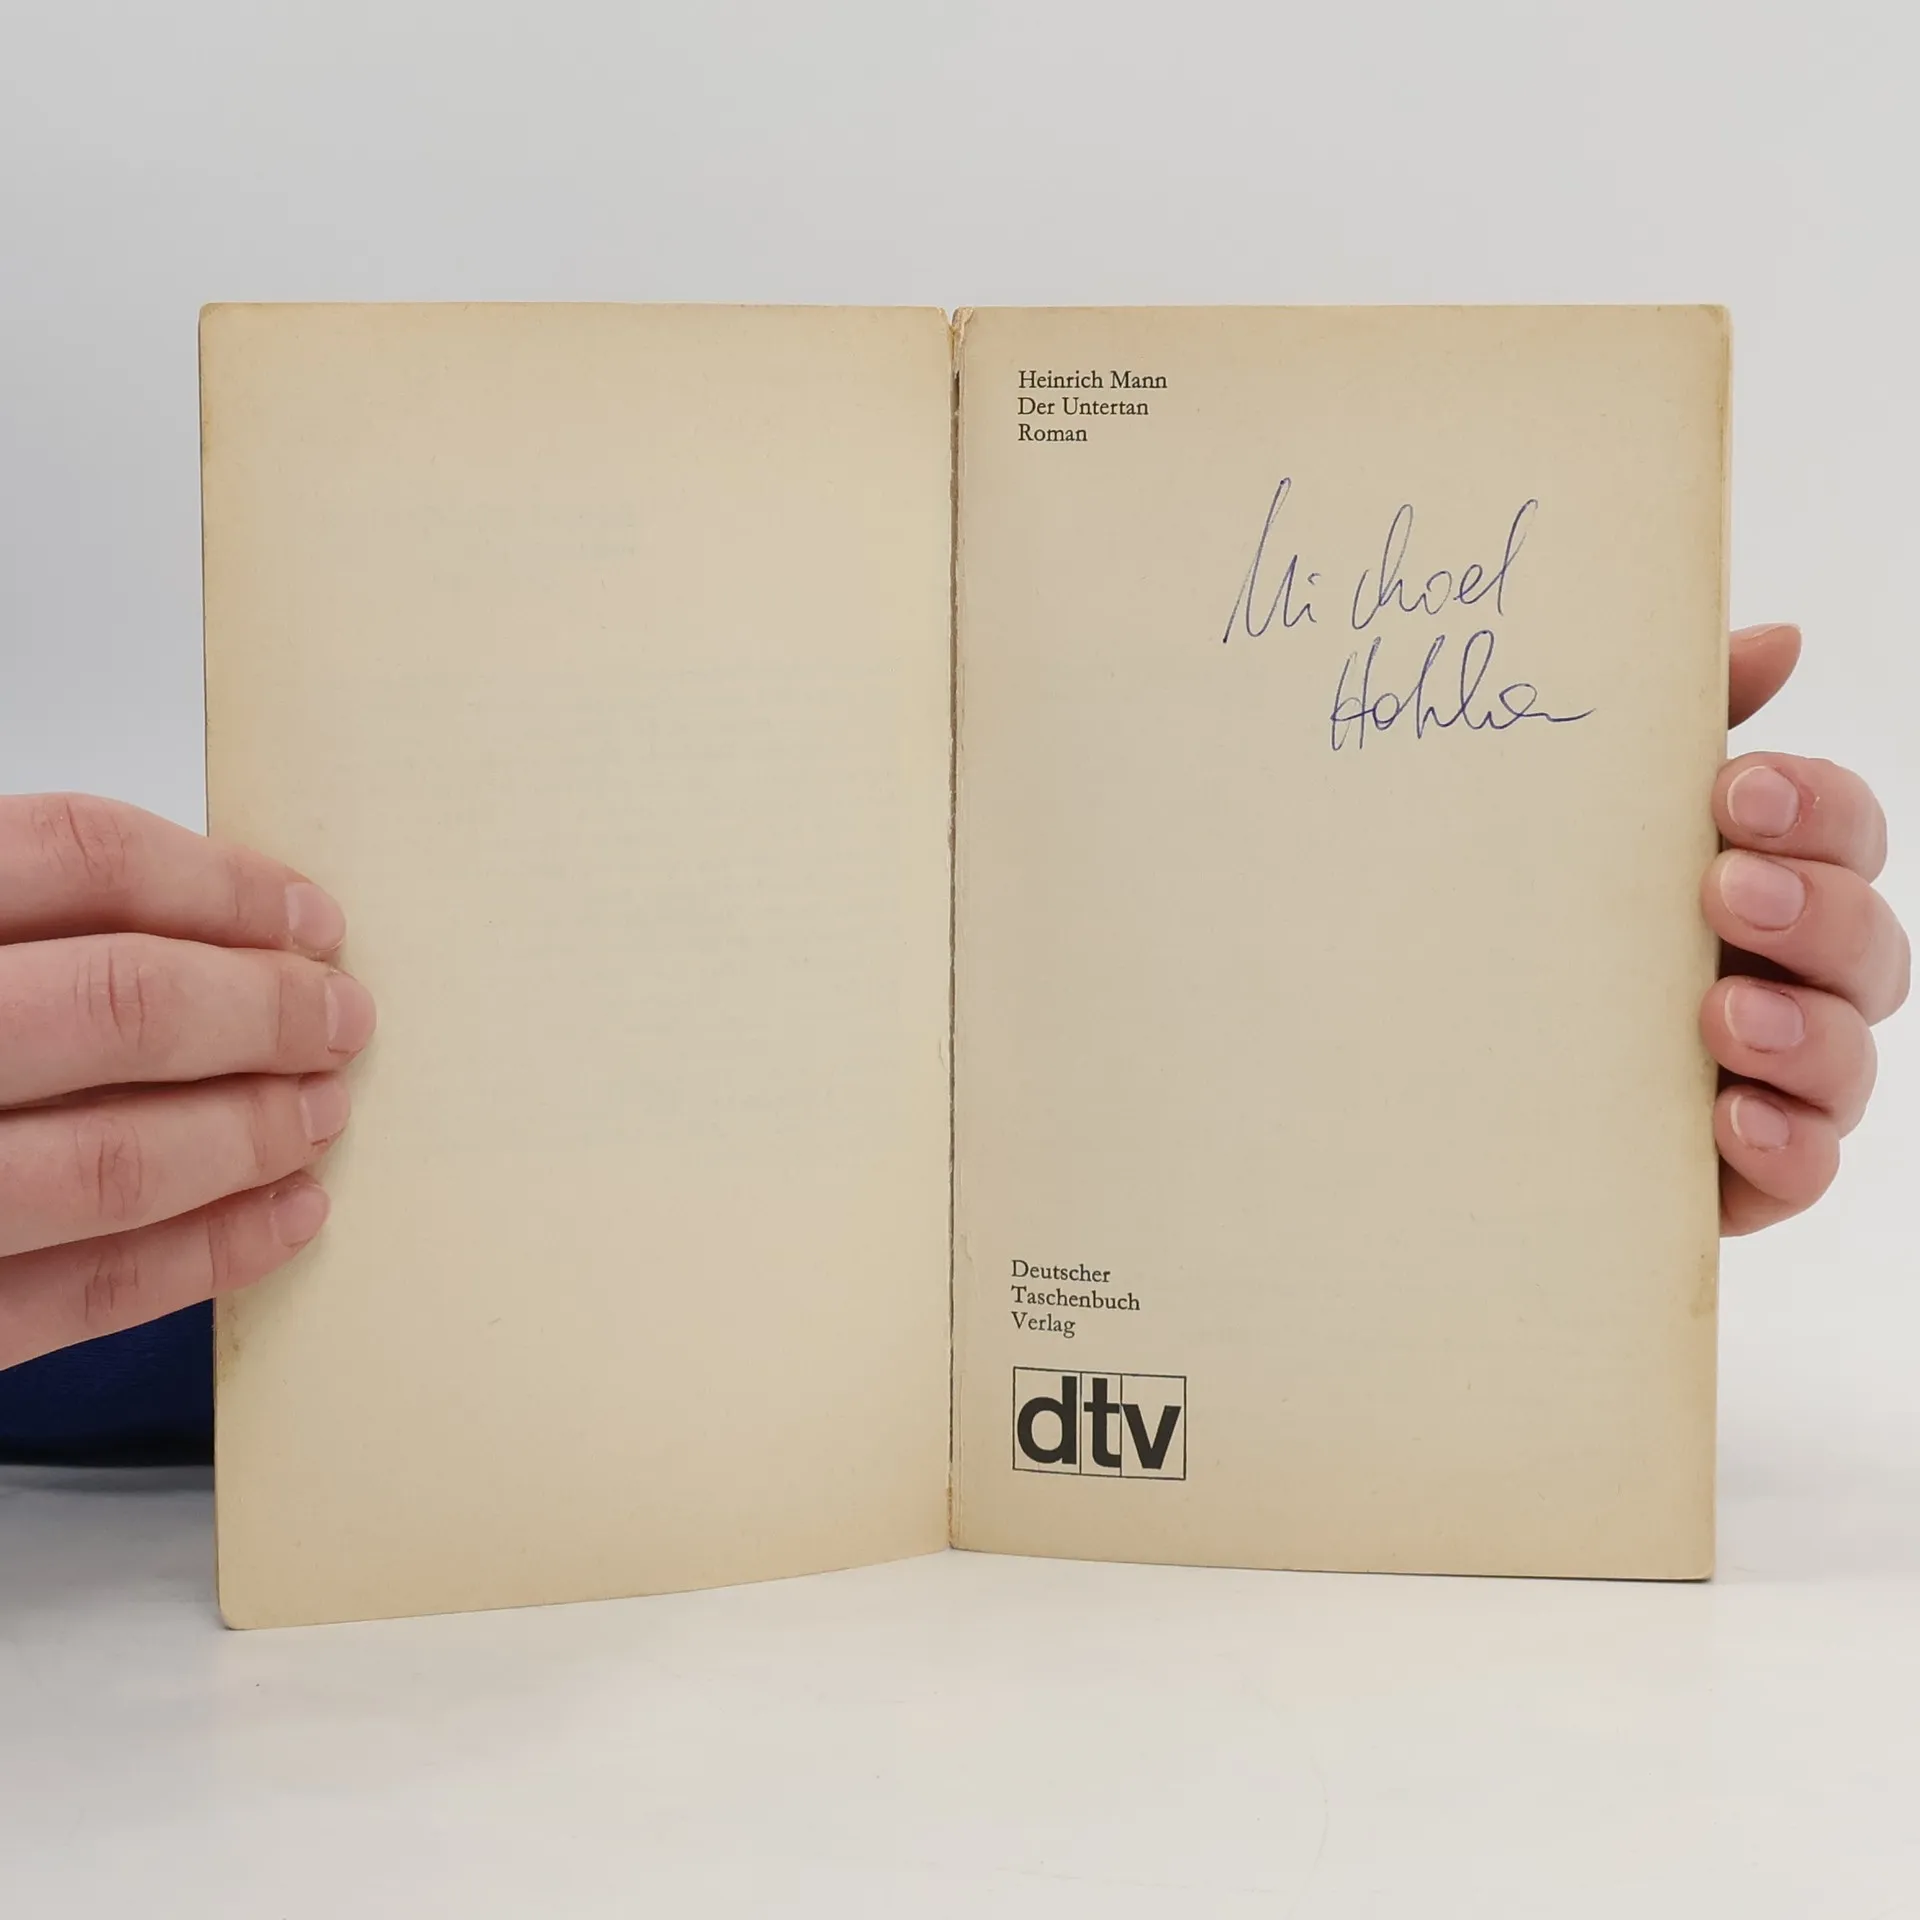 Heinrich Mann
Der Untertan
Roman
Michael
Deutscher
Taschenbuch
Verlag
dtv